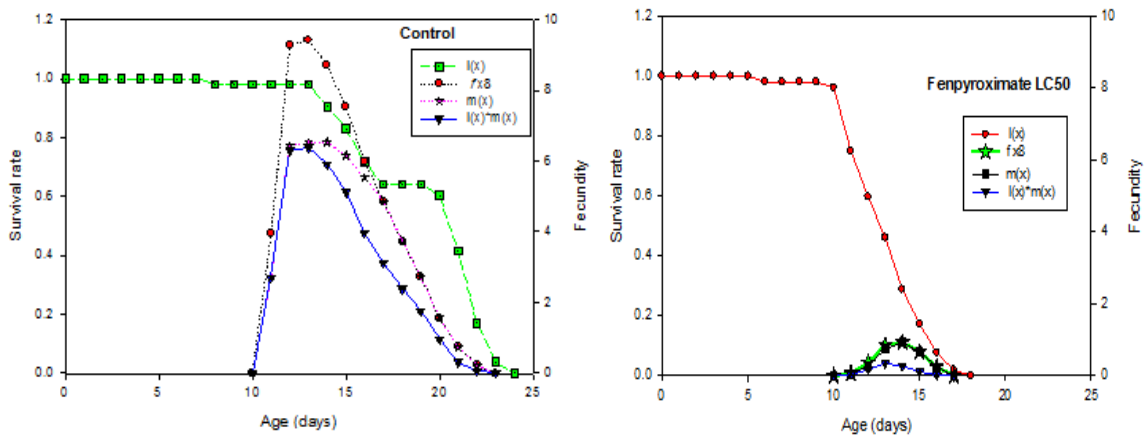 Control
l(x)
fx8
m(x)
l(x)*m(x)
Survival rate
1.2
1.0
0.8
0.6
0.4
0.2
0.0
10
8
6
4
2
0
Fecundity
0 5 10 15 20 25
Age (days)
Fenpyroximate LC50
l(x)
fx8
m(x)
l(x)*m(x)
Survival rate
1.2
1.0
0.8
0.6
0.4
0.2
0.0
10
8
6
4
2
0
Fecundity
0 5 10 15 20 25
Age (days)